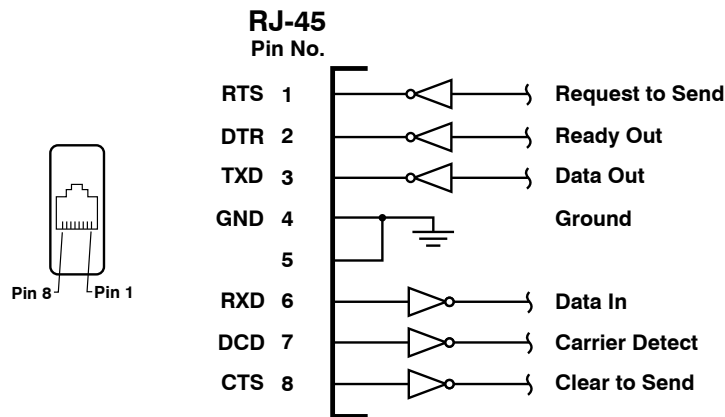 RJ-45
Pin No.
RTS 1 Request to Send
DTR 2 Ready Out
TXD 3 Data Out
GND 4 Ground
5
RXD 6 Data In
DCD 7 Carrier Detect
CTS 8 Clear to Send
Pin 8 Pin 1